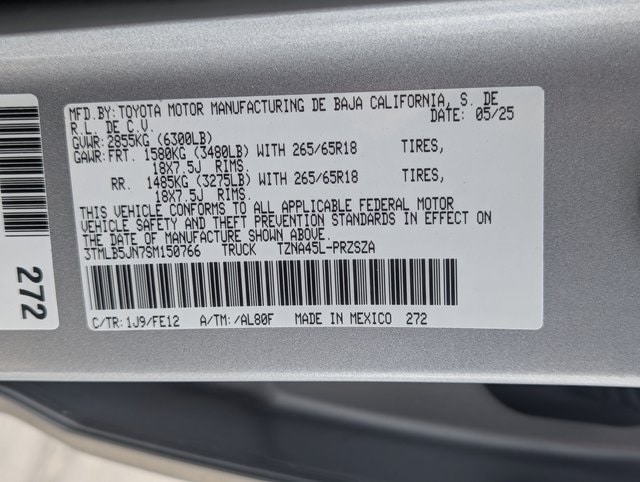 MFD.BY: TOYOTA MOTOR MANUFACTURING DE BAJA CALIFORNIA, S. DE
R.L. DE C.V. DATE: 05/25
GVWR: 2855KG (6300LB)
GAWR: FRT. 1580KG (3480LB) WITH 265/65R18 TIRES,
18X7.5J RIMS
RR. 1485KG (3275LB) WITH 265/65R18 TIRES,
18X7.5J RIMS.
THIS VEHICLE CONFORMS TO ALL APPLICABLE FEDERAL MOTOR
VEHICLE SAFETY AND THEFT PREVENTION STANDARDS IN EFFECT ON
THE DATE OF MANUFACTURE SHOWN ABOVE.
3TMLB5JN7SM150766 TRUCK TZNA45L-PRZSZA
C/TR: 1J9/FE12 A/TM: /AL80F MADE IN MEXICO 272
272